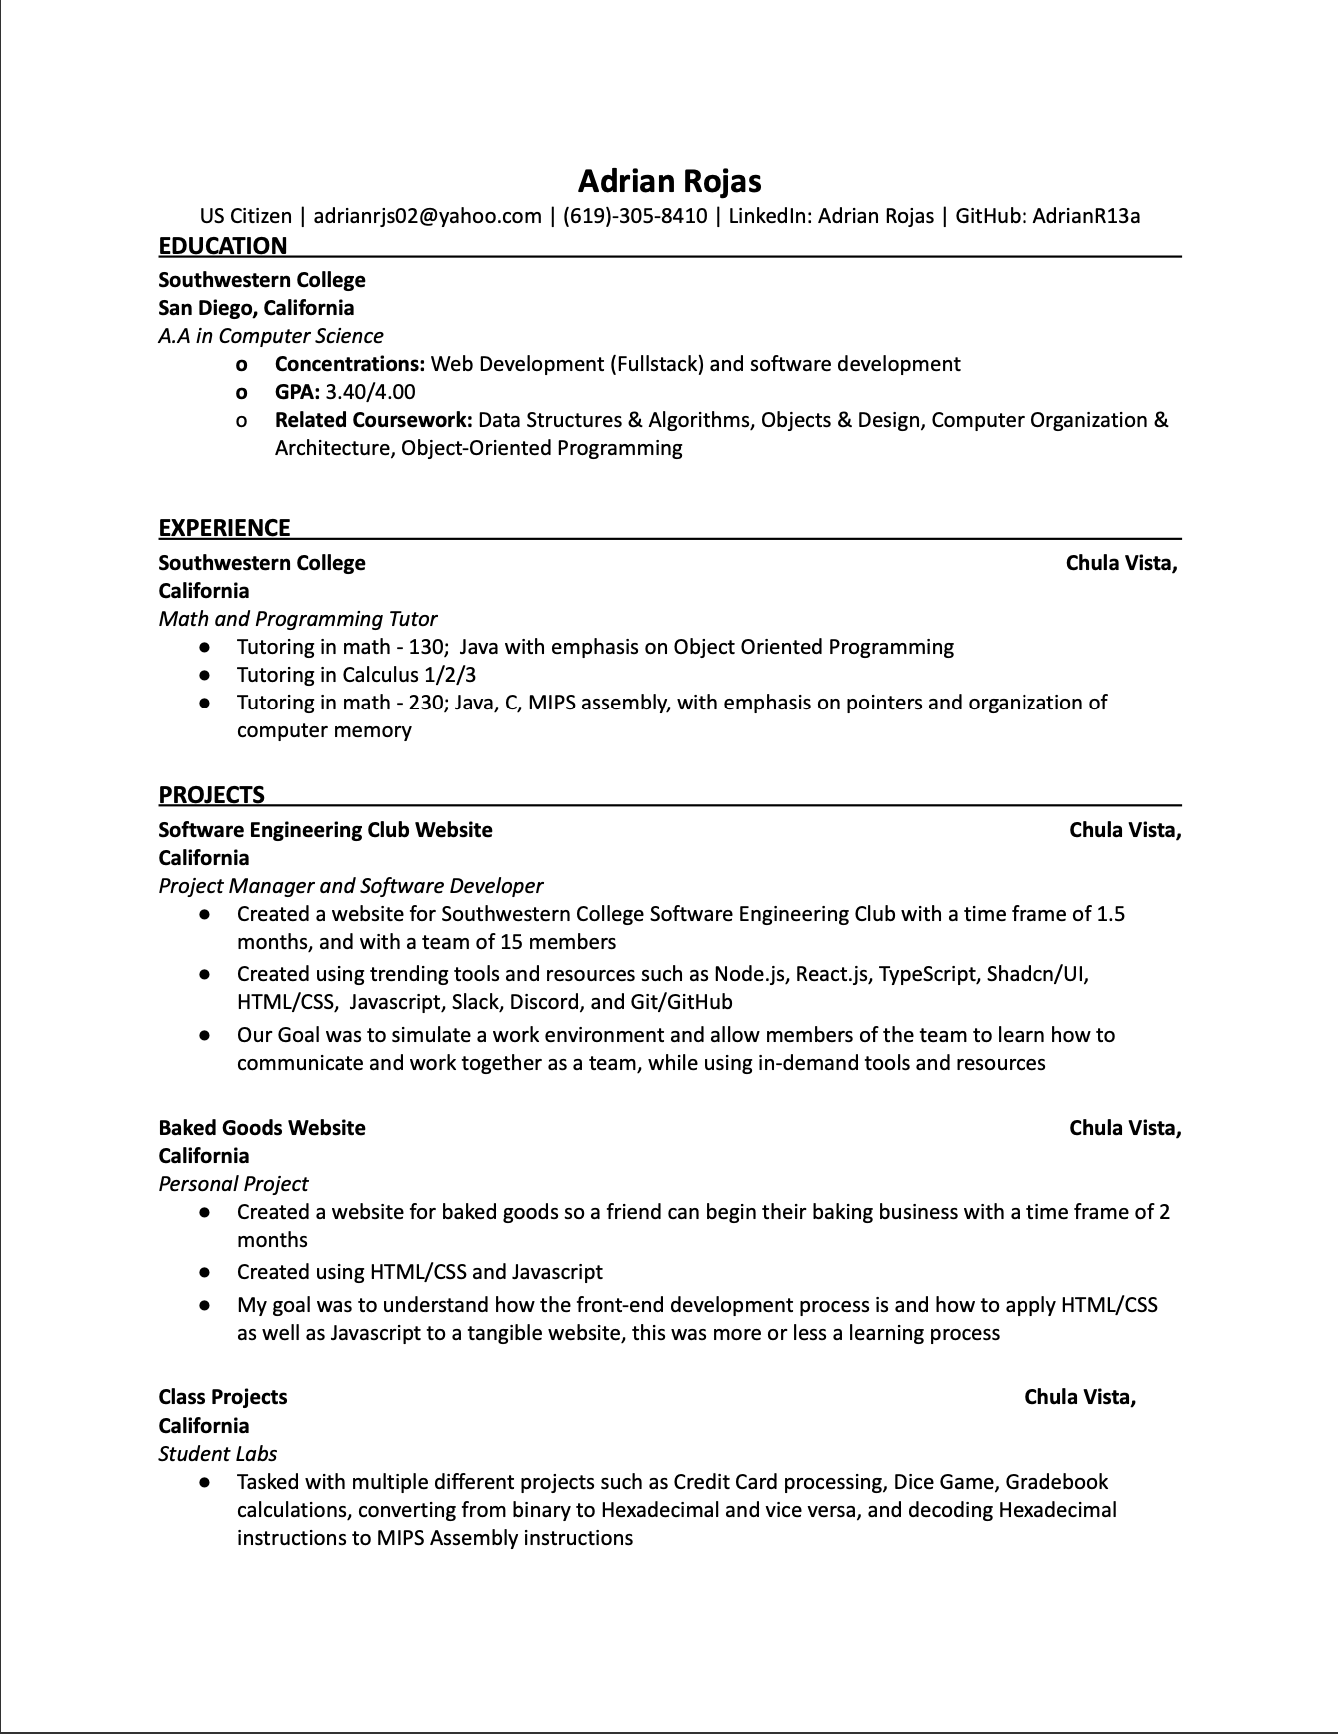 Adrian Rojas
US Citizen | adrianrjs02@yahoo.com | (619)-305-8410 | LinkedIn: Adrian Rojas | GitHub: AdrianR13a
EDUCATION
Southwestern College
San Diego, California
A.A in Computer Science
o Concentrations: Web Development (Fullstack) and software development
o GPA: 3.40/4.00
o Related Coursework: Data Structures & Algorithms, Objects & Design, Computer Organization &
Architecture, Object-Oriented Programming
EXPERIENCE
Southwestern College Chula Vista,
California
Math and Programming Tutor
● Tutoring in math - 130;  Java with emphasis on Object Oriented Programming
● Tutoring in Calculus 1/2/3
● Tutoring in math - 230; Java, C, MIPS assembly, with emphasis on pointers and organization of
computer memory
PROJECTS
Software Engineering Club Website Chula Vista,
California
Project Manager and Software Developer
● Created a website for Southwestern College Software Engineering Club with a time frame of 1.5
months, and with a team of 15 members
● Created using trending tools and resources such as Node.js, React.js, TypeScript, Shadcn/UI,
HTML/CSS,  Javascript, Slack, Discord, and Git/GitHub
● Our Goal was to simulate a work environment and allow members of the team to learn how to
communicate and work together as a team, while using in-demand tools and resources
Baked Goods Website Chula Vista,
California
Personal Project
● Created a website for baked goods so a friend can begin their baking business with a time frame of 2
months
● Created using HTML/CSS and Javascript
● My goal was to understand how the front-end development process is and how to apply HTML/CSS
as well as Javascript to a tangible website, this was more or less a learning process
Class Projects Chula Vista,
California
Student Labs
● Tasked with multiple different projects such as Credit Card processing, Dice Game, Gradebook
calculations, converting from binary to Hexadecimal and vice versa, and decoding Hexadecimal
instructions to MIPS Assembly instructions